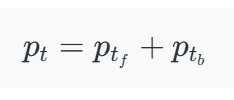 $p_t = p_{t_f} + p_{t_b}$